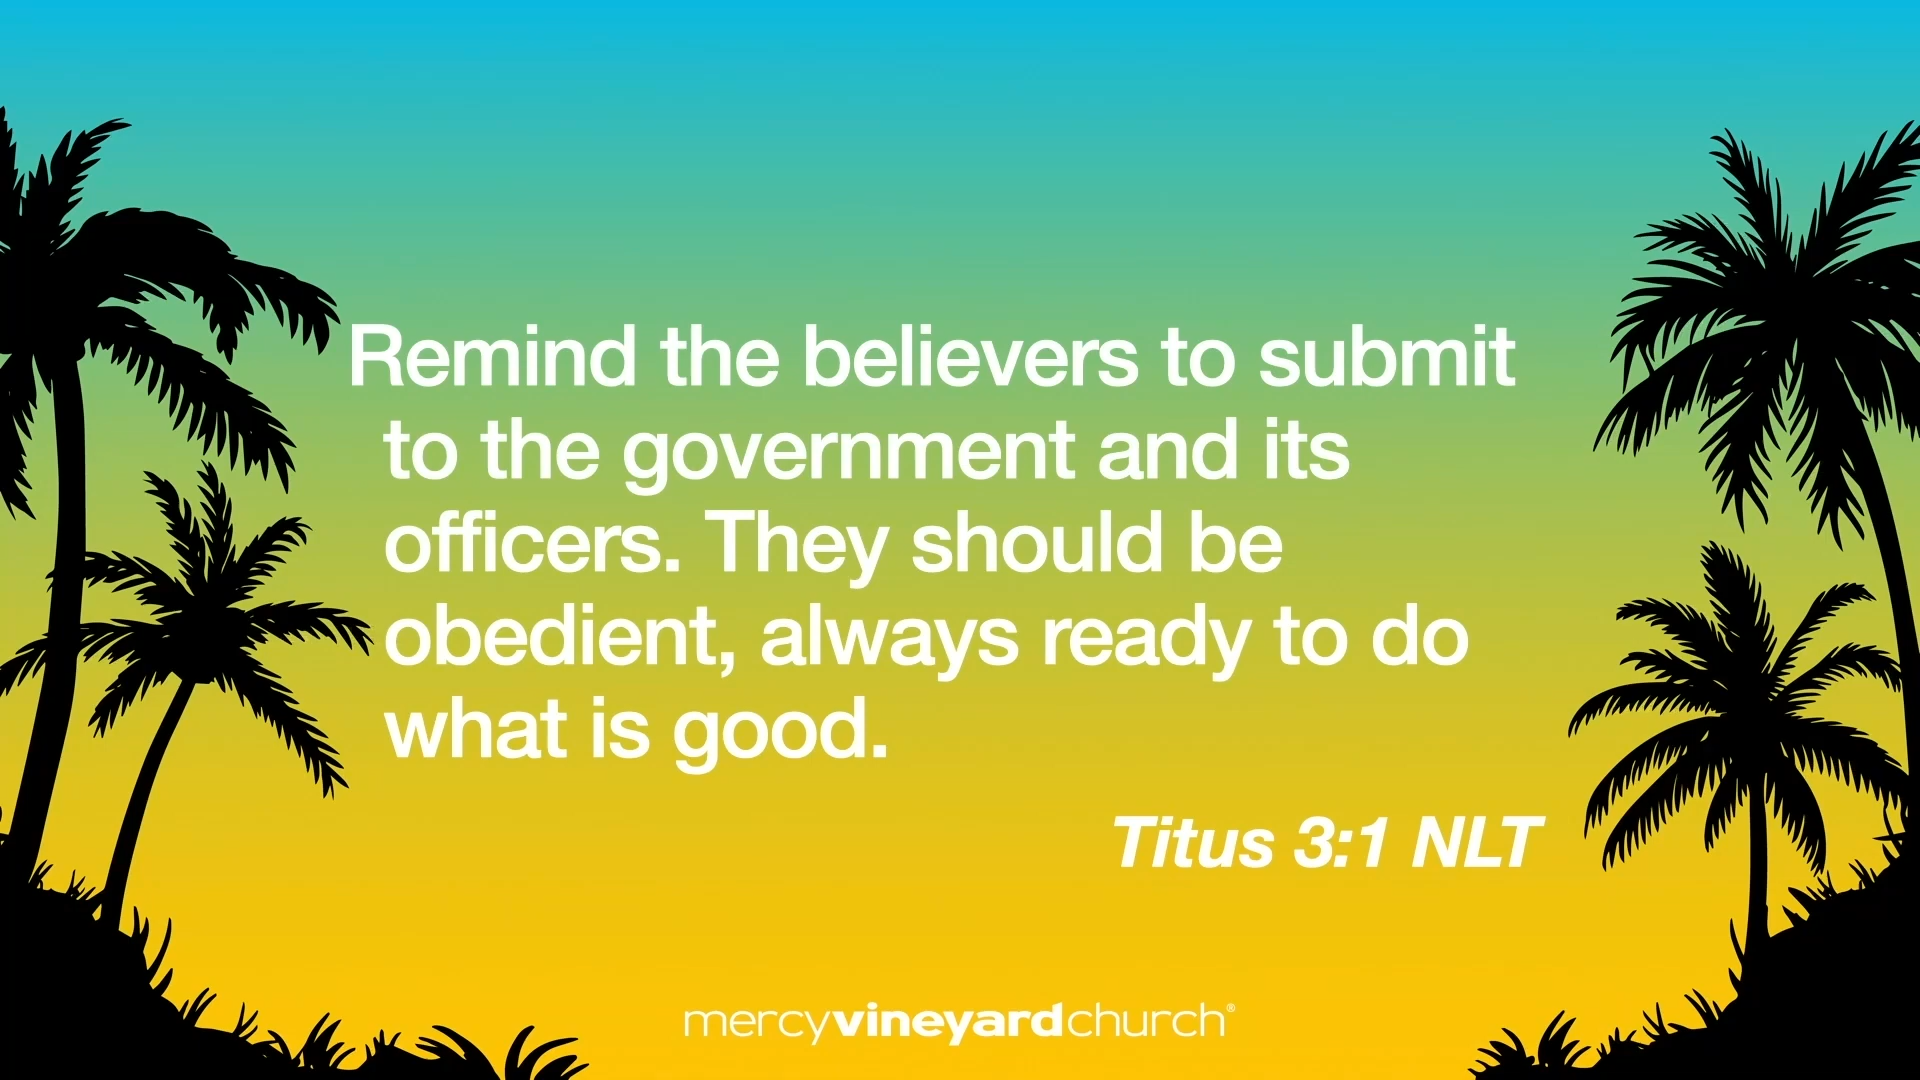 Remind the believers to submit
to the government and its
officers. They should be
obedient, always ready to do
what is good.
Titus 3:1 NLT
mercyvineyardchurch®